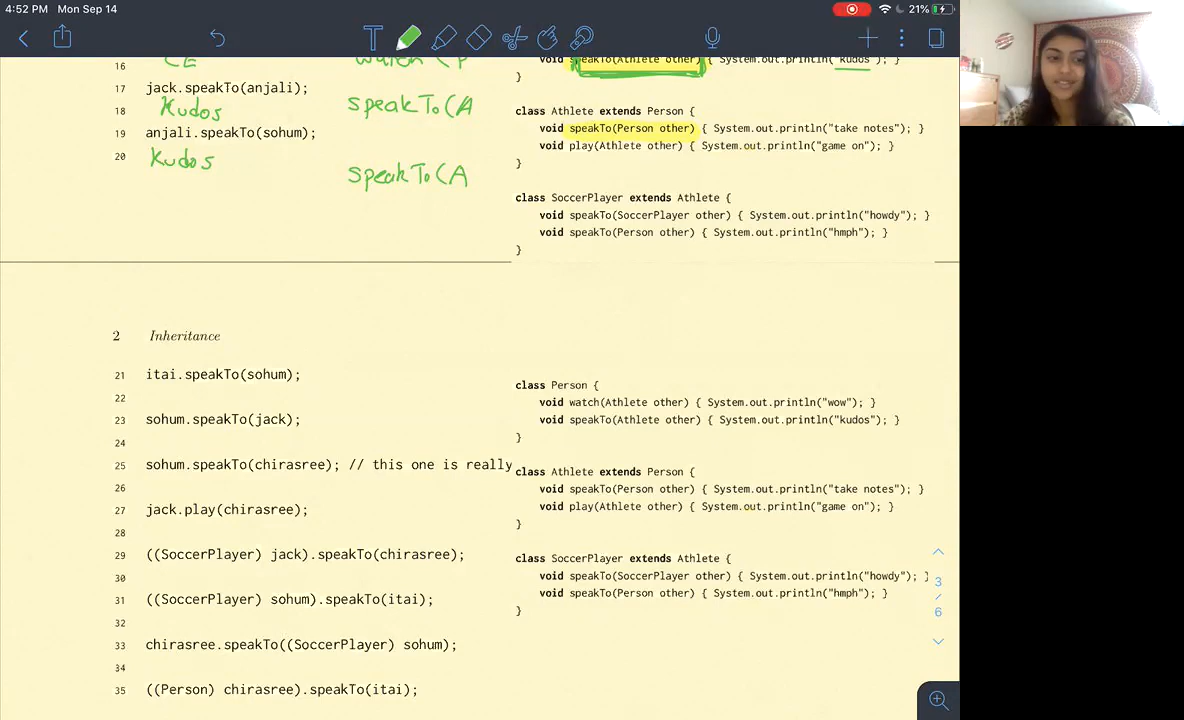 4:52 PM Mon Sep 14
21%
16
CE
watch(P
void speakTo(Athlete other) { System.out.println("kudos"); }
}
17 jack.speakTo(anjali);
18 Kudos
speakTo(A
19 anjali.speakTo(sohum);
20 Kudos
speakTo(A
class Athlete extends Person {
void speakTo(Person other) { System.out.println("take notes"); }
void play(Athlete other) { System.out.println("game on"); }
}
class SoccerPlayer extends Athlete {
void speakTo(SoccerPlayer other) { System.out.println("howdy"); }
void speakTo(Person other) { System.out.println("hmph"); }
}
2 Inheritance
21 itai.speakTo(sohum);
22
23 sohum.speakTo(jack);
24
25 sohum.speakTo(chirasree); // this one is really
26
27 jack.play(chirasree);
28
29 ((SoccerPlayer) jack).speakTo(chirasree);
30
31 ((SoccerPlayer) sohum).speakTo(itai);
32
33 chirasree.speakTo((SoccerPlayer) sohum);
34
35 ((Person) chirasree).speakTo(itai);
class Person {
void watch(Athlete other) { System.out.println("wow"); }
void speakTo(Athlete other) { System.out.println("kudos"); }
}
class Athlete extends Person {
void speakTo(Person other) { System.out.println("take notes"); }
void play(Athlete other) { System.out.println("game on"); }
}
class SoccerPlayer extends Athlete {
void speakTo(SoccerPlayer other) { System.out.println("howdy"); }
void speakTo(Person other) { System.out.println("hmph"); }
}
3
/
6